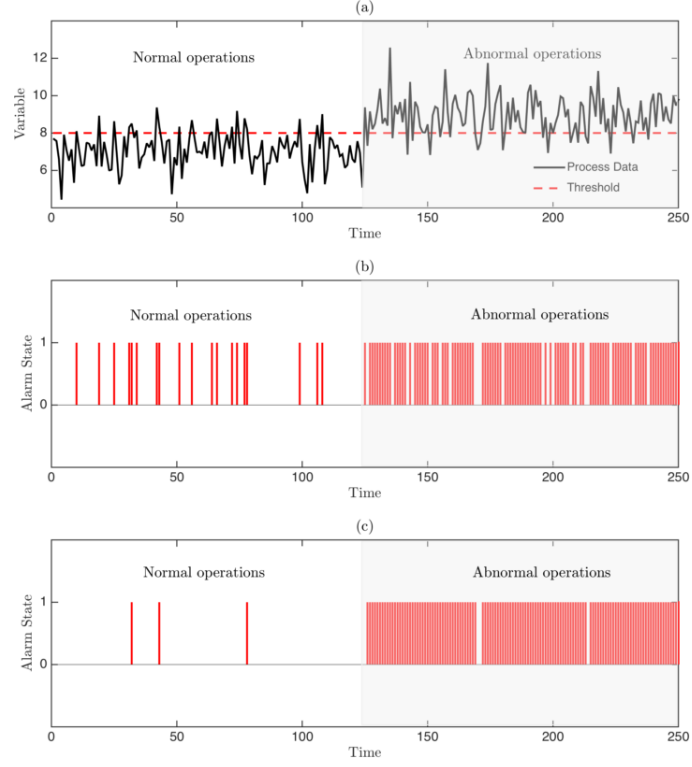 (a)
12
10
8
6
Variable
Normal operations
Abnormal operations
Process Data
Threshold
0
50
100
150
200
250
Time
(b)
1
0
Alarm State
Normal operations
Abnormal operations
0
50
100
150
200
250
Time
(c)
1
0
Alarm State
Normal operations
Abnormal operations
0
50
100
150
200
250
Time